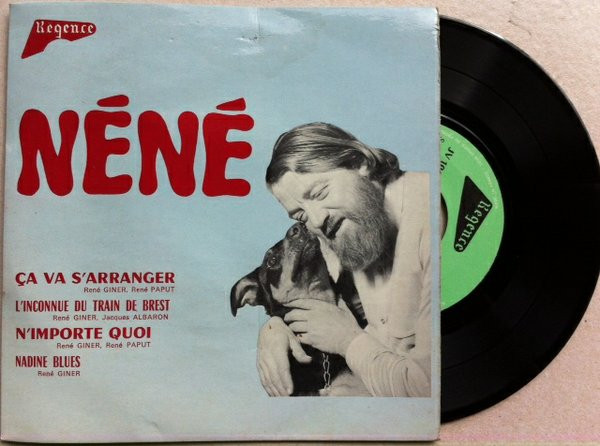 Regence
NÉNÉ
ÇA VA S'ARRANGER
René GINER, René PAPUT
L'INCONNUE DU TRAIN DE BREST
René GINER, Jacques ALBARON
N'IMPORTE QUOI
René GINER, René PAPUT
NADINE BLUES
René GINER
Regence
JV